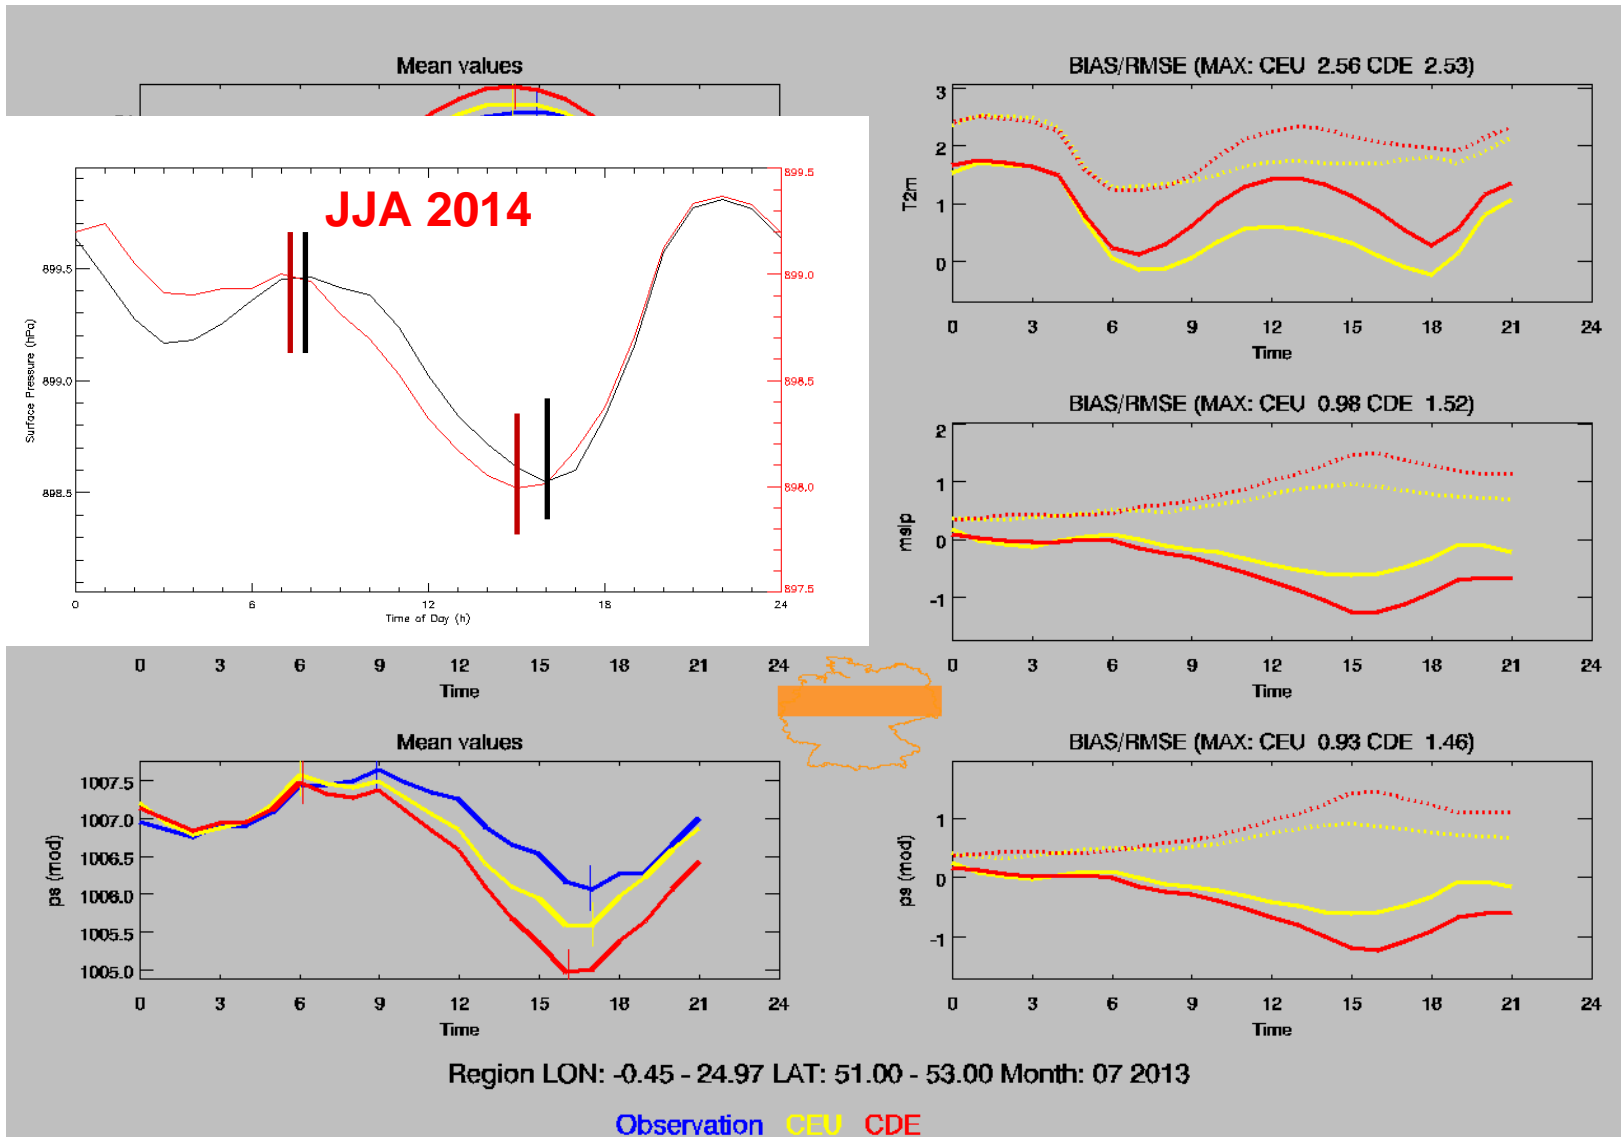 Mean values
BIAS/RMSE (MAX: CEU 2.56 CDE 2.53)
3
2
1
0
T2m
0 3 6 9 12 15 18 21 24
Time
JJA 2014
899.5
899.0
898.5
Surface Pressure (hPa)
899.5
899.0
898.5
898.0
897.5
0 6 12 18 24
Time of Day (h)
BIAS/RMSE (MAX: CEU 0.98 CDE 1.52)
2
1
0
-1
mslp
0 3 6 9 12 15 18 21 24
Time
0 3 6 9 12 15 18 21 24
Time
Mean values
1007.5
1007.0
1006.5
1006.0
1005.5
1005.0
ps (mod)
0 3 6 9 12 15 18 21 24
Time
BIAS/RMSE (MAX: CEU 0.93 CDE 1.46)
1
0
-1
ps (mod)
0 3 6 9 12 15 18 21 24
Time
Region LON: -0.45 - 24.97 LAT: 51.00 - 53.00 Month: 07 2013
Observation CEU CDE